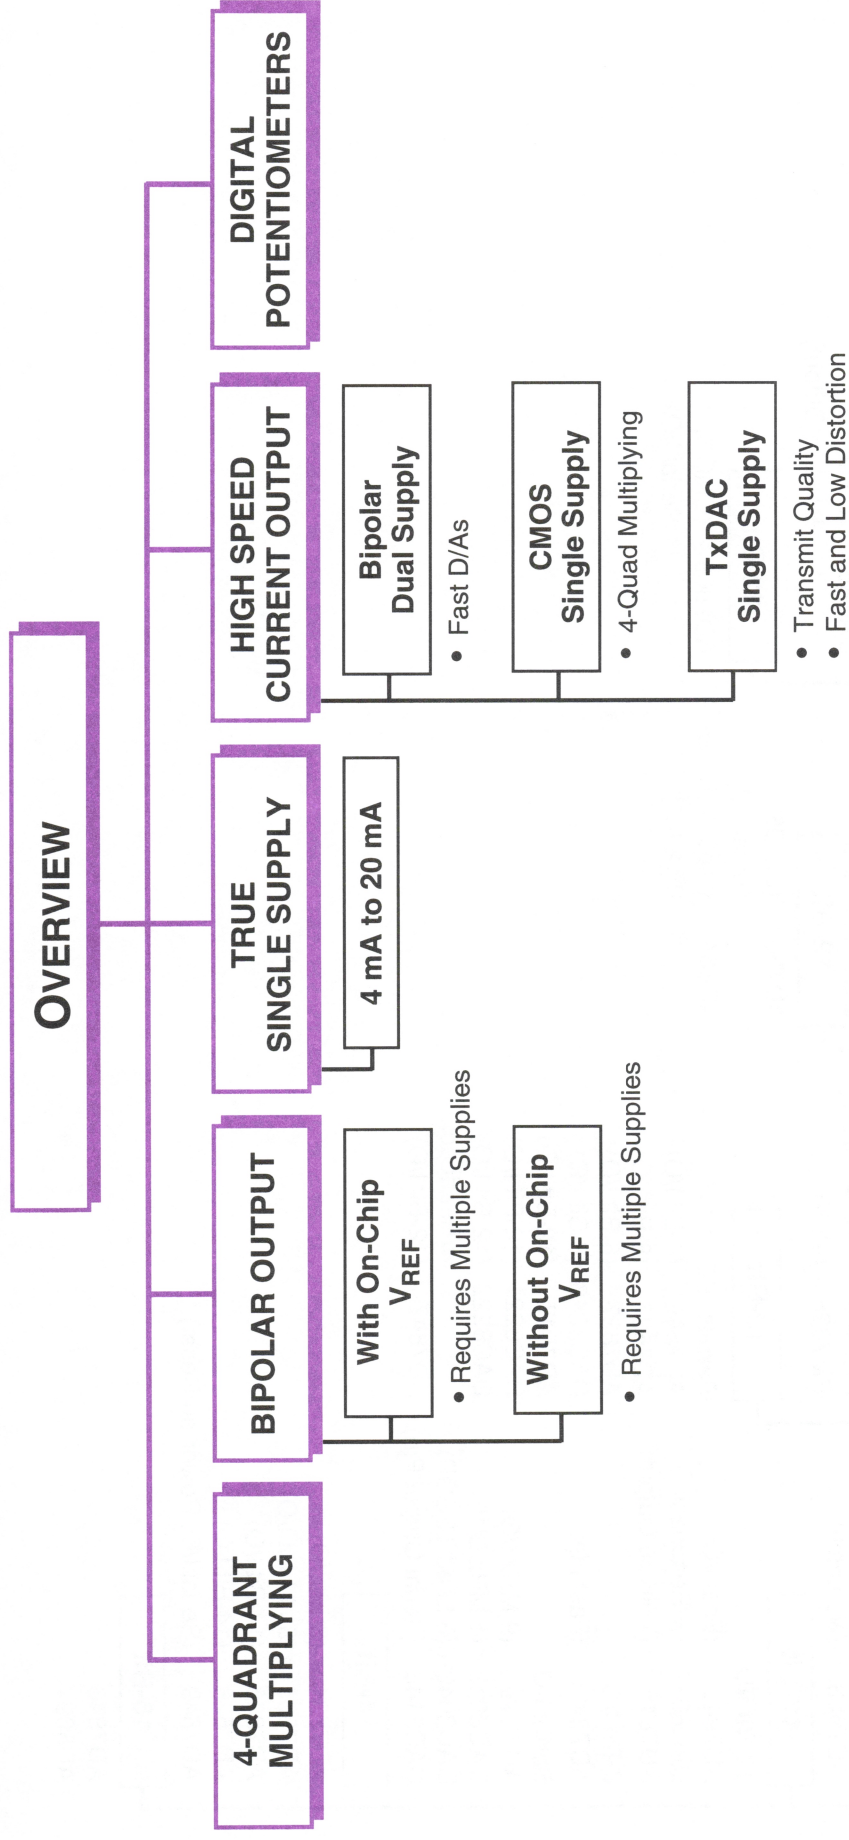 OVERVIEW
4-QUADRANT
MULTIPLYING
BIPOLAR OUTPUT
With On-Chip
VREF
• Requires Multiple Supplies
Without On-Chip
VREF
• Requires Multiple Supplies
TRUE
SINGLE SUPPLY
4 mA to 20 mA
HIGH SPEED
CURRENT OUTPUT
Bipolar
Dual Supply
• Fast D/As
CMOS
Single Supply
• 4-Quad Multiplying
TxDAC
Single Supply
• Transmit Quality
• Fast and Low Distortion
DIGITAL
POTENTIOMETERS